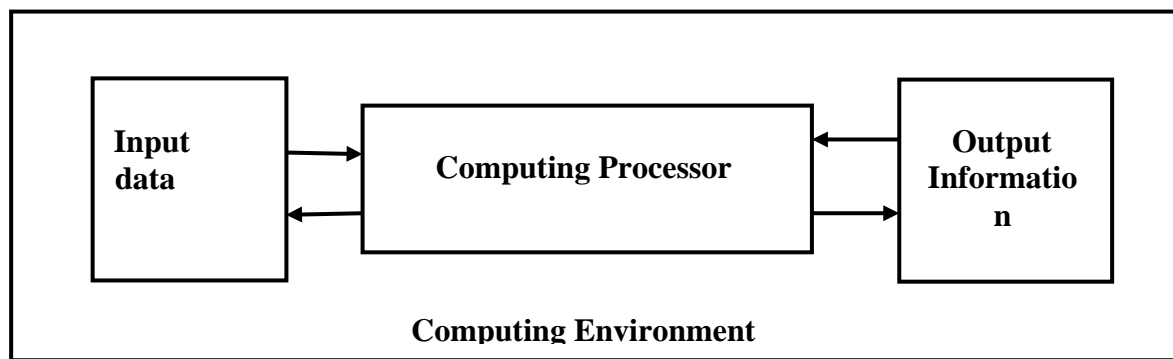 Input
data
Computing Processor
Output
Informatio
n
Computing Environment